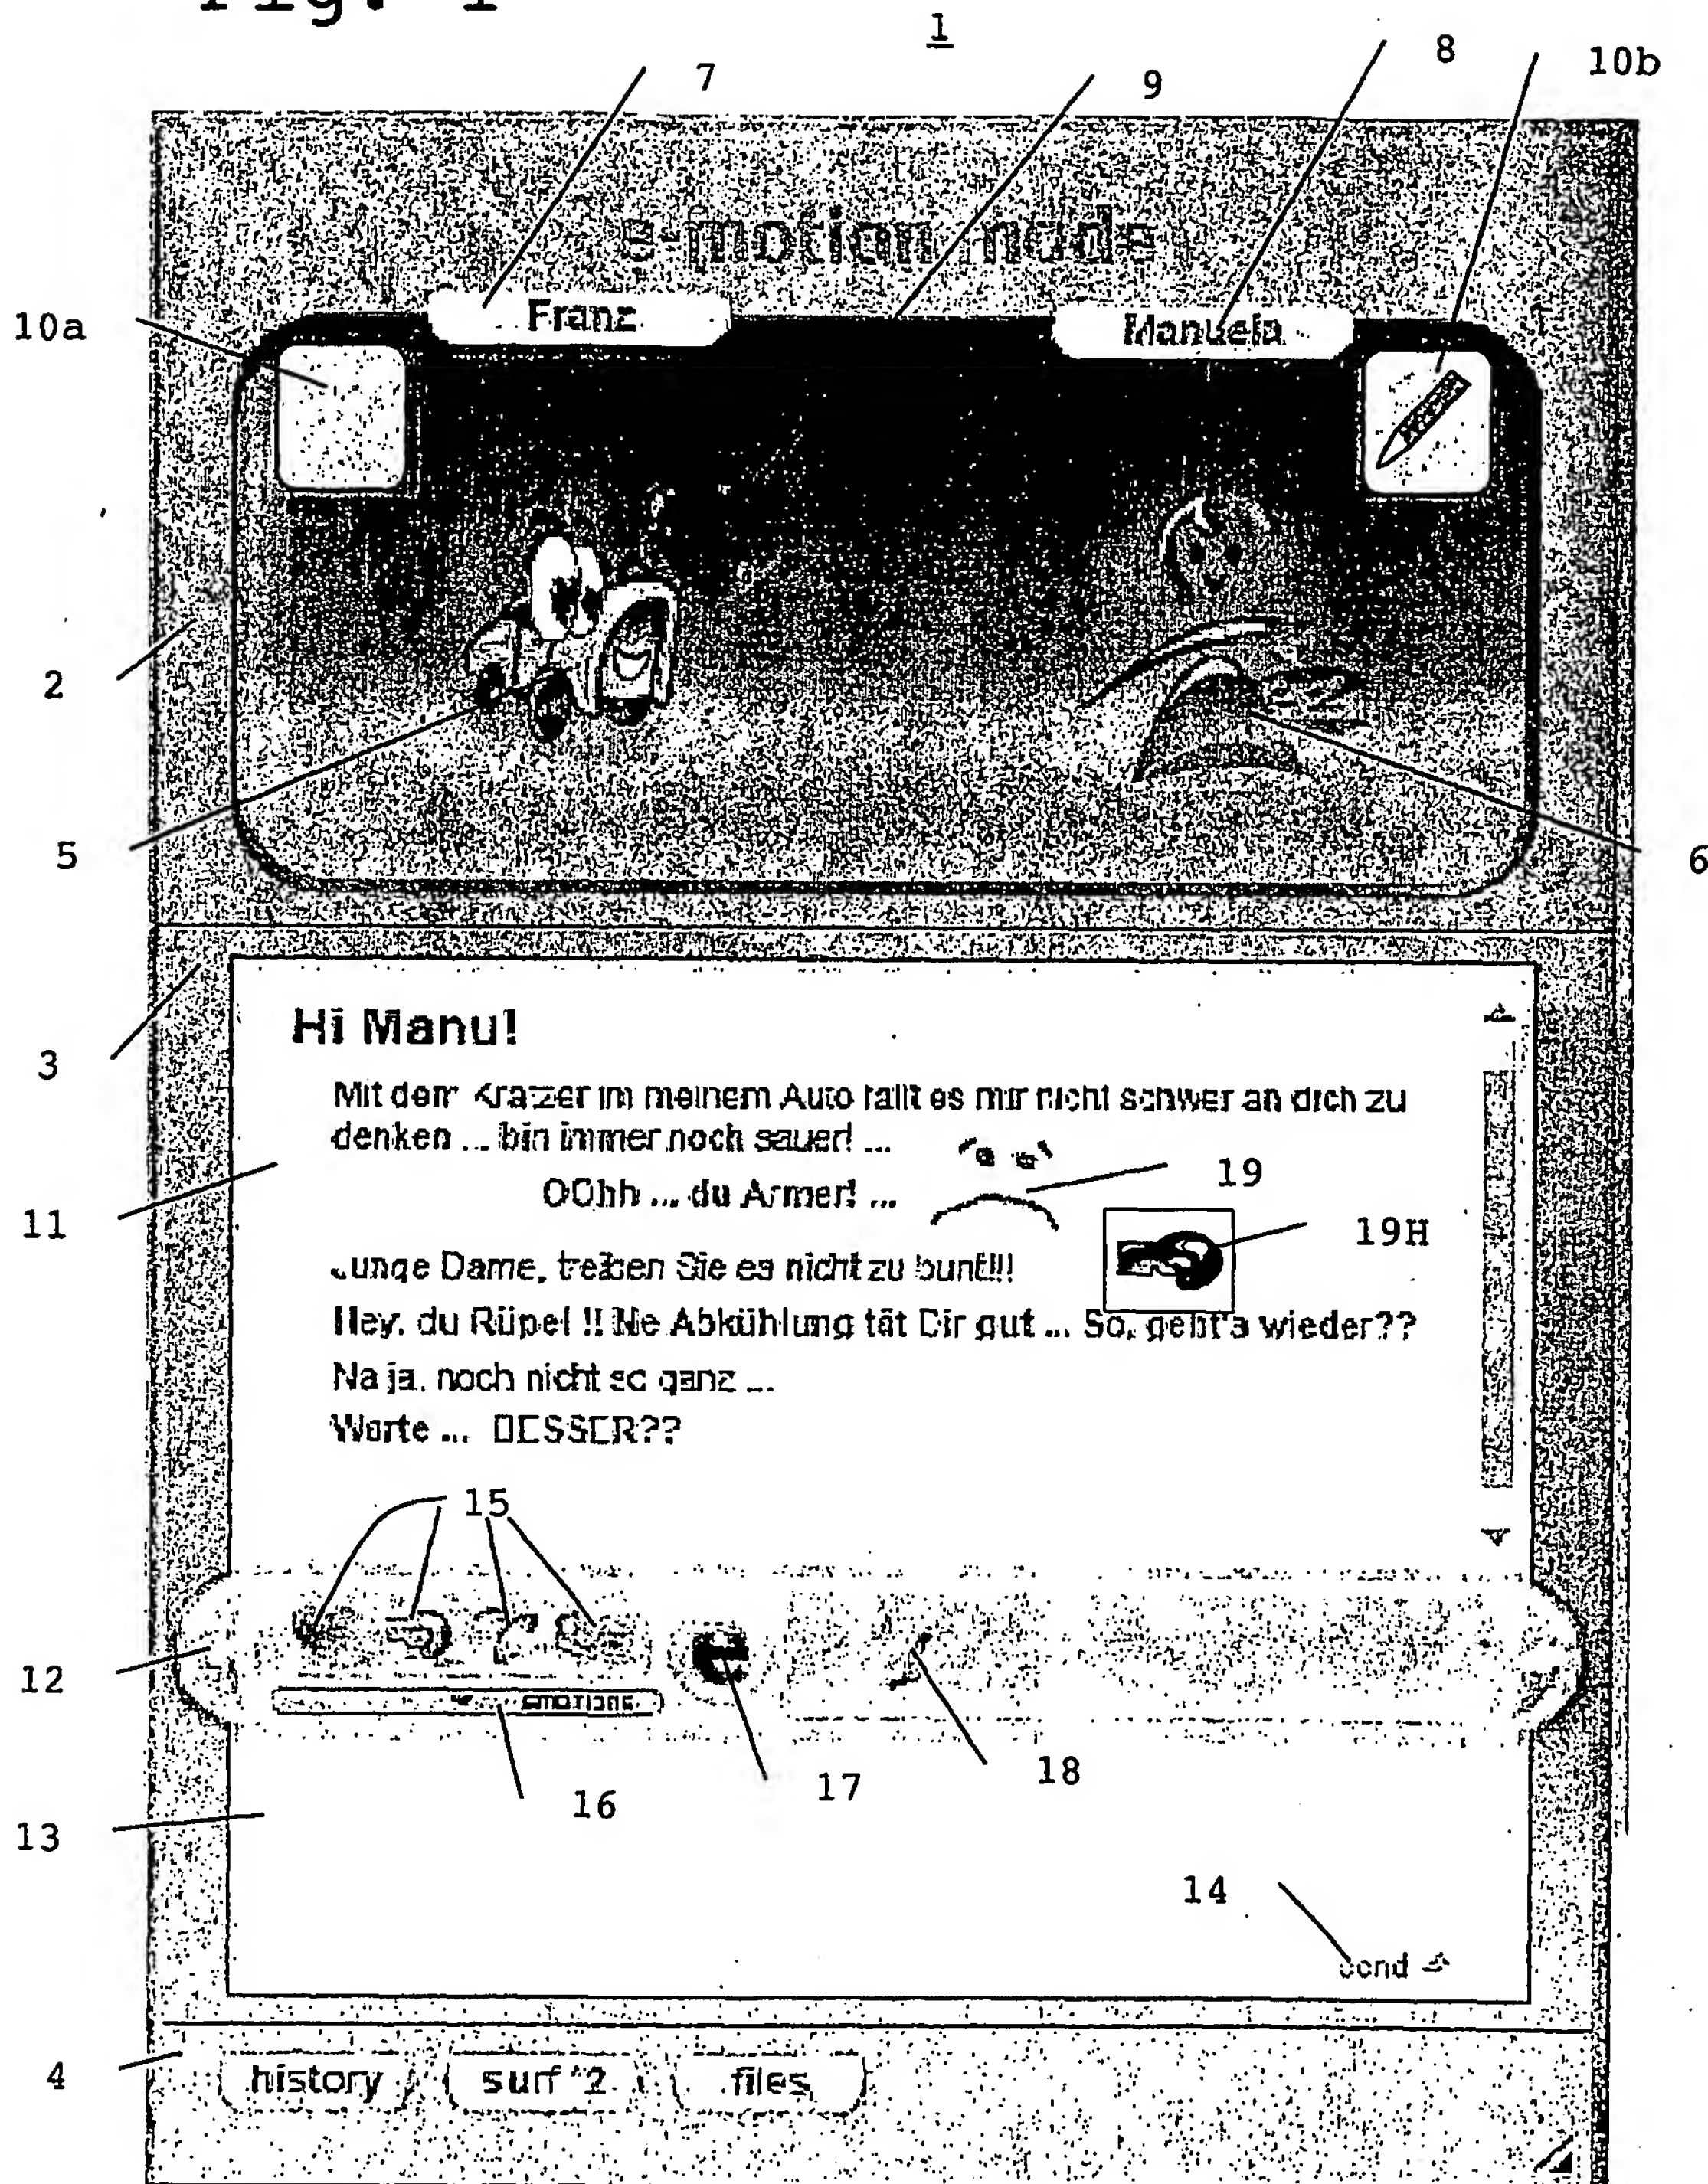 Fig. 1
1
7
9
8
10b
e-motion mode
Franz
Manuela
10a
2
5
6
3
Hi Manu!
Mit dem Kratzer im meinem Auto fällt es mir nicht schwer an dich zu
denken ... bin immer noch sauer! ...
19
OOhh ... du Armer! ...
19H
11
Junge Dame, treiben Sie es nicht zu bunt!!!
Hey, du Rüpel !! Ne Abkühlung tät Dir gut ... So, geht's wieder??
Na ja, noch nicht so ganz ...
Warte ... BESSER??
15
12
emotions
16
17
18
13
14
send
4
history
surf *2
files